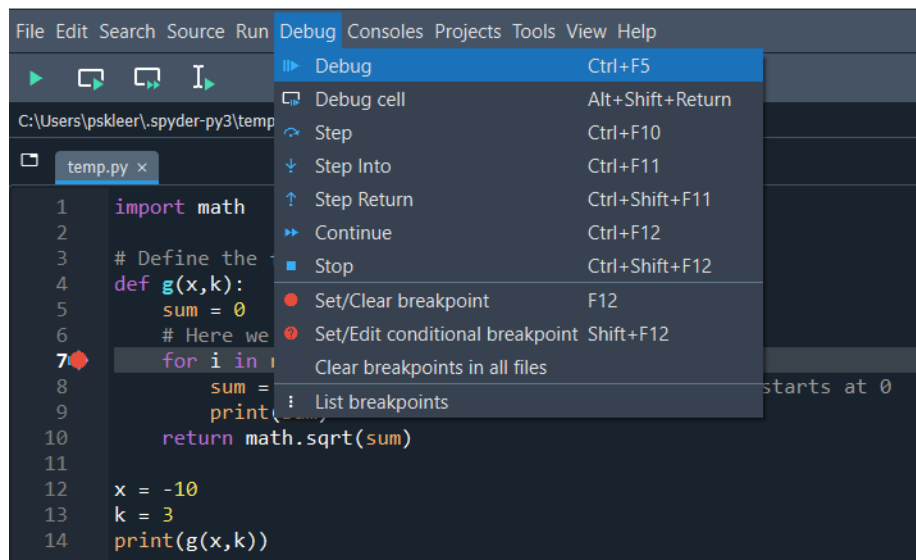 File Edit Search Source Run Debug Consoles Projects Tools View Help
Debug Ctrl+F5
Debug cell Alt+Shift+Return
C:\Users\pskleer\.spyder-py3\temp
Step Ctrl+F10
temp.py ×
Step Into Ctrl+F11
Step Return Ctrl+Shift+F11
Continue Ctrl+F12
Stop Ctrl+Shift+F12
Set/Clear breakpoint F12
Set/Edit conditional breakpoint Shift+F12
Clear breakpoints in all files
List breakpoints
1 import math
2
3 # Define the
4 def g(x,k):
5 sum = 0
6 # Here we
7 for i in
8 sum = starts at 0
9 print(
10 return math.sqrt(sum)
11
12 x = -10
13 k = 3
14 print(g(x,k))